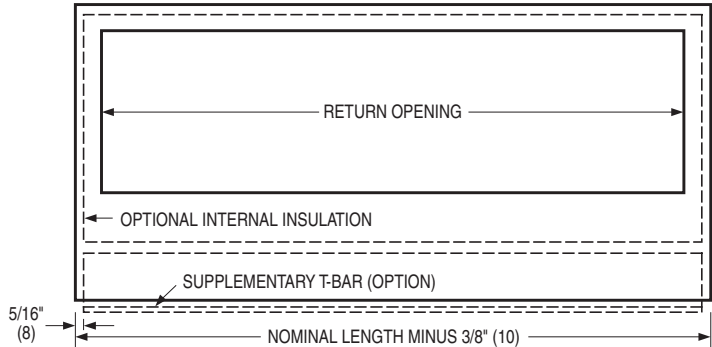 RETURN OPENING
OPTIONAL INTERNAL INSULATION
SUPPLEMENTARY T-BAR (OPTION)
5/16"
(8)
NOMINAL LENGTH MINUS 3/8" (10)